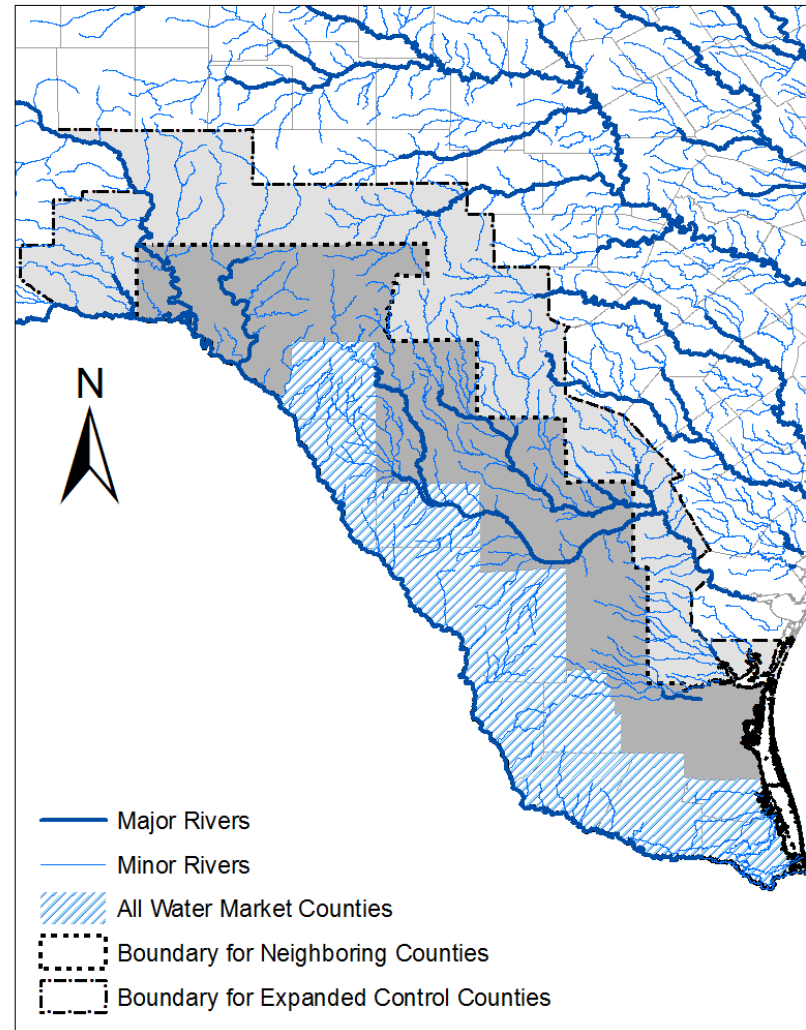 N
Major Rivers
Minor Rivers
All Water Market Counties
Boundary for Neighboring Counties
Boundary for Expanded Control Counties